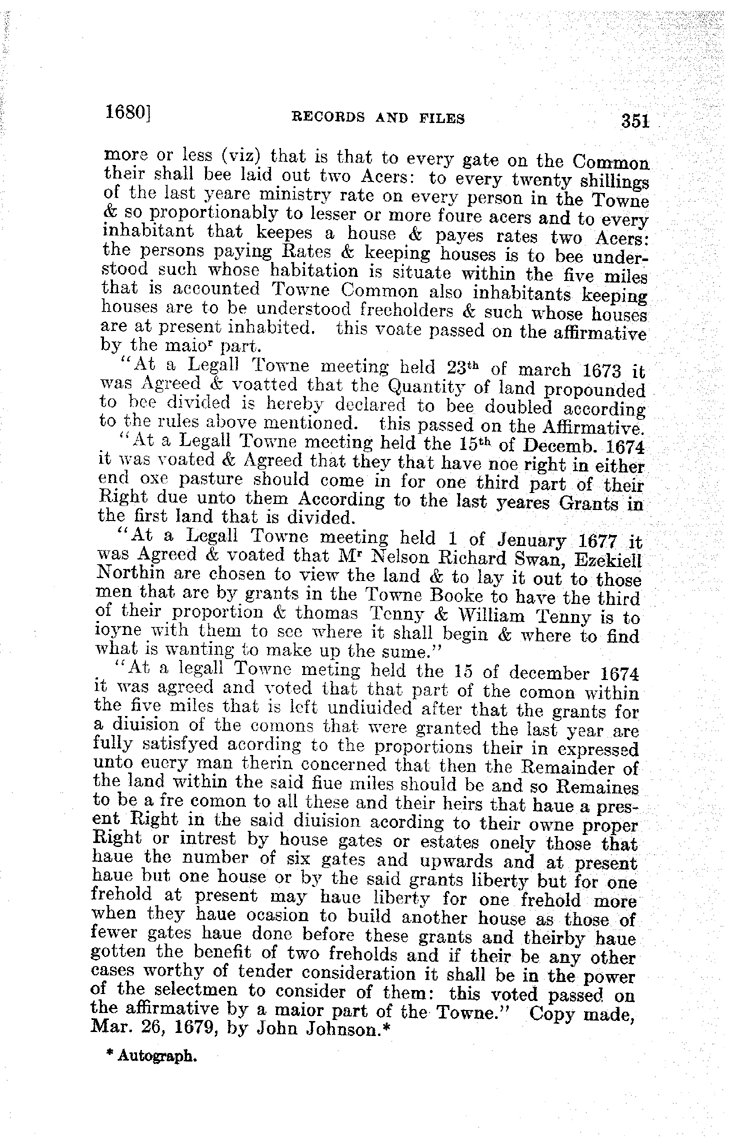 1680] RECORDS AND FILES 351
more or less (viz) that is that to every gate on the Common
their shall bee laid out two Acers: to every twenty shillings
of the last yeare ministry rate on every person in the Towne
& so proportionably to lesser or more foure acers and to every
inhabitant that keepes a house & payes rates two Acers:
the persons paying Rates & keeping houses is to bee under-
stood such whose habitation is situate within the five miles
that is accounted Towne Common also inhabitants keeping
houses are to be understood freeholders & such whose houses
are at present inhabited. this voate passed on the affirmative
by the maioʳ part.
“At a Legall Towne meeting held 23ᵗʰ of march 1673 it
was Agreed & voatted that the Quantity of land propounded
to bee divided is hereby declared to bee doubled according
to the rules above mentioned. this passed on the Affirmative.
“At a Legall Towne meeting held the 15ᵗʰ of Decemb. 1674
it was voated & Agreed that they that have noe right in either
end oxe pasture should come in for one third part of their
Right due unto them According to the last yeares Grants in
the first land that is divided.
“At a Legall Towne meeting held 1 of Jenuary 1677 it
was Agreed & voated that Mʳ Nelson Richard Swan, Ezekiell
Northin are chosen to view the land & to lay it out to those
men that are by grants in the Towne Booke to have the third
of their proportion & thomas Tenny & William Tenny is to
ioyne with them to see where it shall begin & where to find
what is wanting to make up the sume.”
“At a legall Towne meting held the 15 of december 1674
it was agreed and voted that that part of the comon within
the five miles that is left undiuided after that the grants for
a diuision of the comons that were granted the last year are
fully satisfyed acording to the proportions their in expressed
unto euery man therin concerned that then the Remainder of
the land within the said fiue miles should be and so Remaines
to be a fre comon to all these and their heirs that haue a pres-
ent Right in the said diuision acording to their owne proper
Right or intrest by house gates or estates onely those that
haue the number of six gates and upwards and at present
haue but one house or by the said grants liberty but for one
frehold at present may haue liberty for one frehold more
when they haue ocasion to build another house as those of
fewer gates haue done before these grants and theirby haue
gotten the benefit of two freholds and if their be any other
cases worthy of tender consideration it shall be in the power
of the selectmen to consider of them: this voted passed on
the affirmative by a maior part of the Towne.” Copy made,
Mar. 26, 1679, by John Johnson.*
* Autograph.